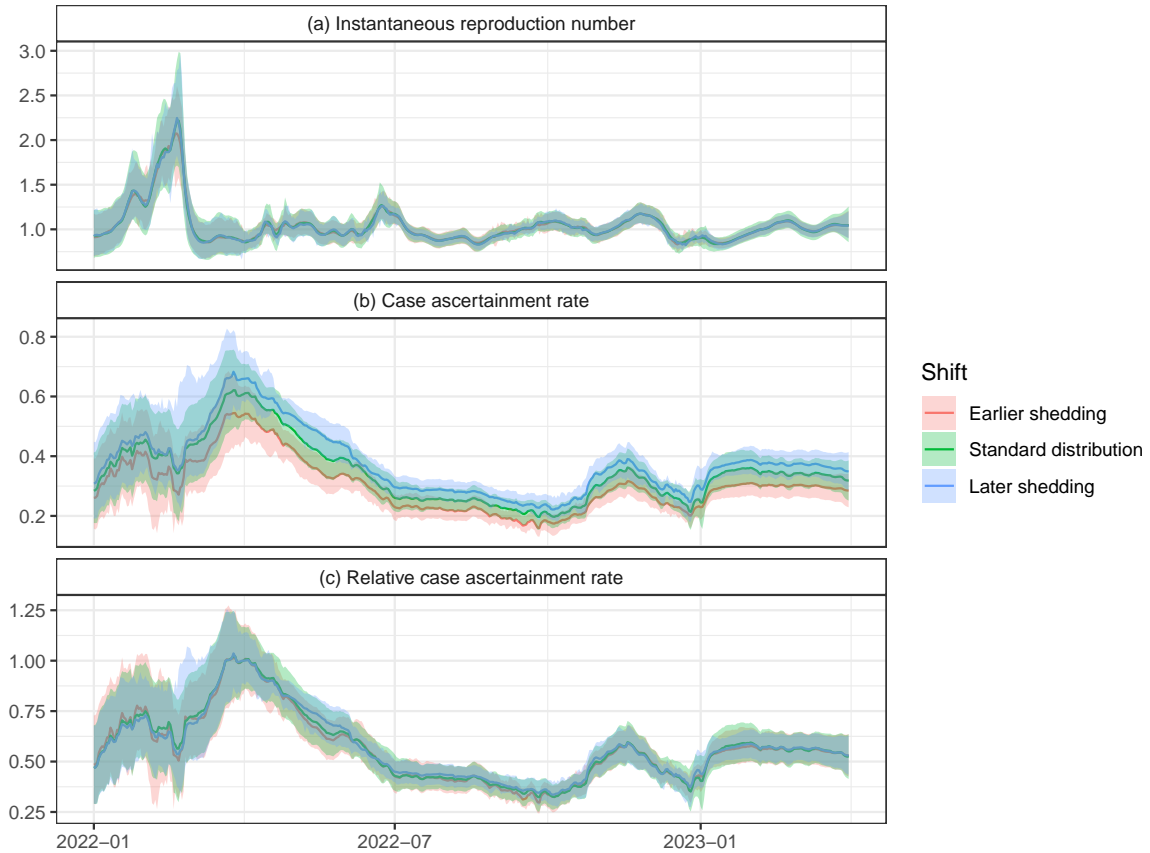 (a) Instantaneous reproduction number
3.0
2.5
2.0
1.5
1.0
(b) Case ascertainment rate
0.8
0.6
0.4
0.2
(c) Relative case ascertainment rate
1.25
1.00
0.75
0.50
0.25
2022−01 2022−07 2023−01
Shift
Earlier shedding
Standard distribution
Later shedding